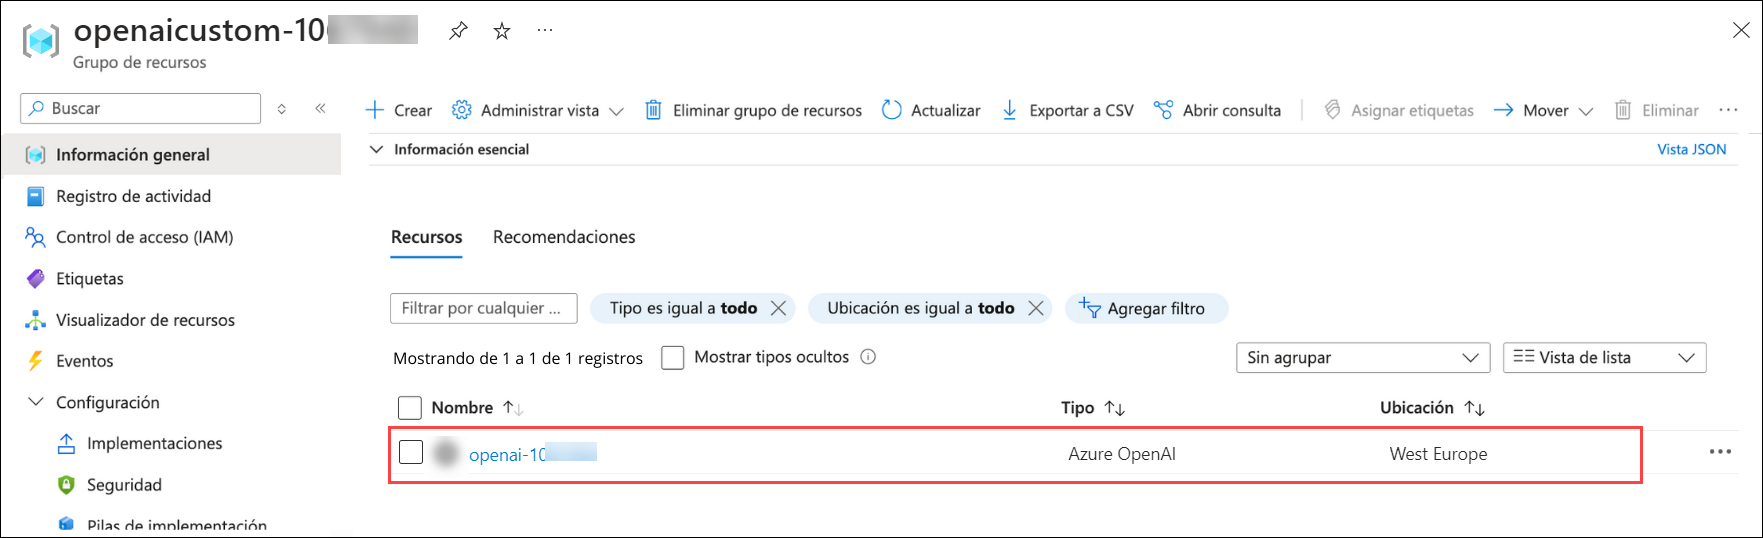 openaicustom-10
Grupo de recursos
Buscar
Crear Administrar vista Eliminar grupo de recursos Actualizar Exportar a CSV Abrir consulta Asignar etiquetas Mover Eliminar
Información general
Información esencial Vista JSON
Registro de actividad
Control de acceso (IAM)
Etiquetas
Visualizador de recursos
Eventos
Configuración
Implementaciones
Seguridad
Pilas de implementación
Recursos Recomendaciones
Filtrar por cualquier ... Tipo es igual a todo Ubicación es igual a todo Agregar filtro
Mostrando de 1 a 1 de 1 registros Mostrar tipos ocultos Sin agrupar Vista de lista
Nombre Tipo Ubicación
openai-10 Azure OpenAI West Europe